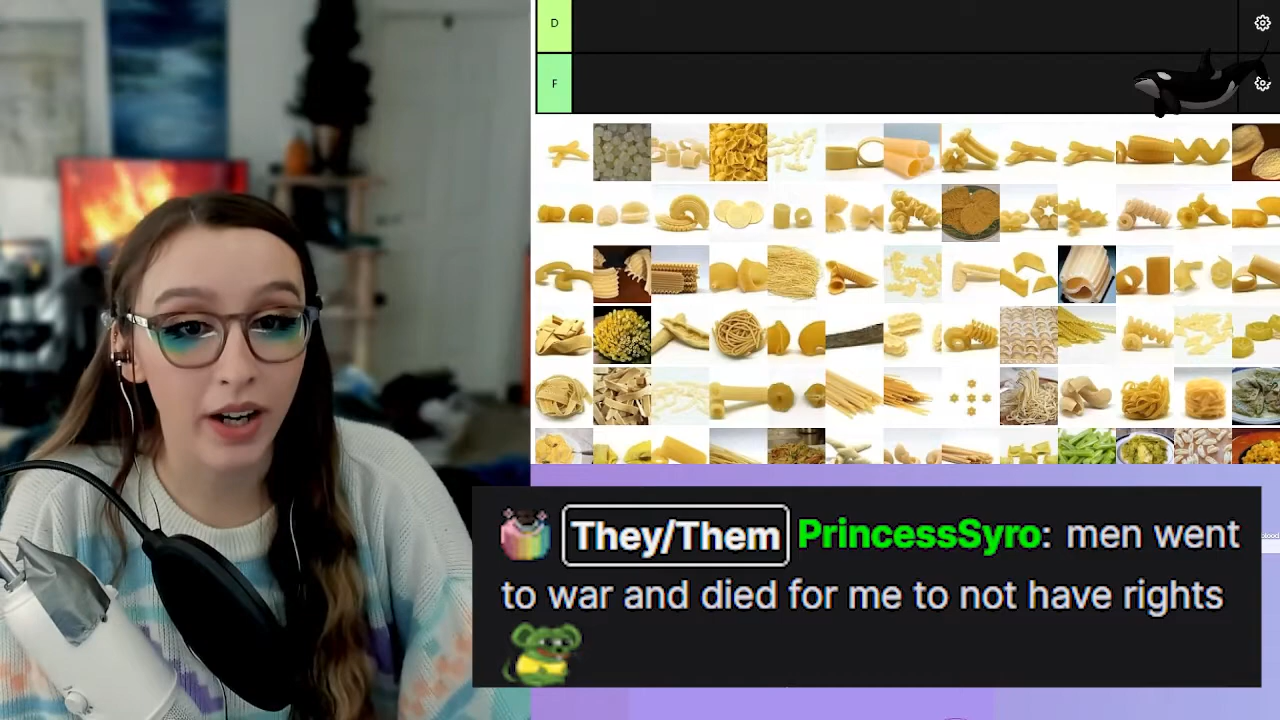 D
F
They/Them PrincessSyro: men went
to war and died for me to not have rights